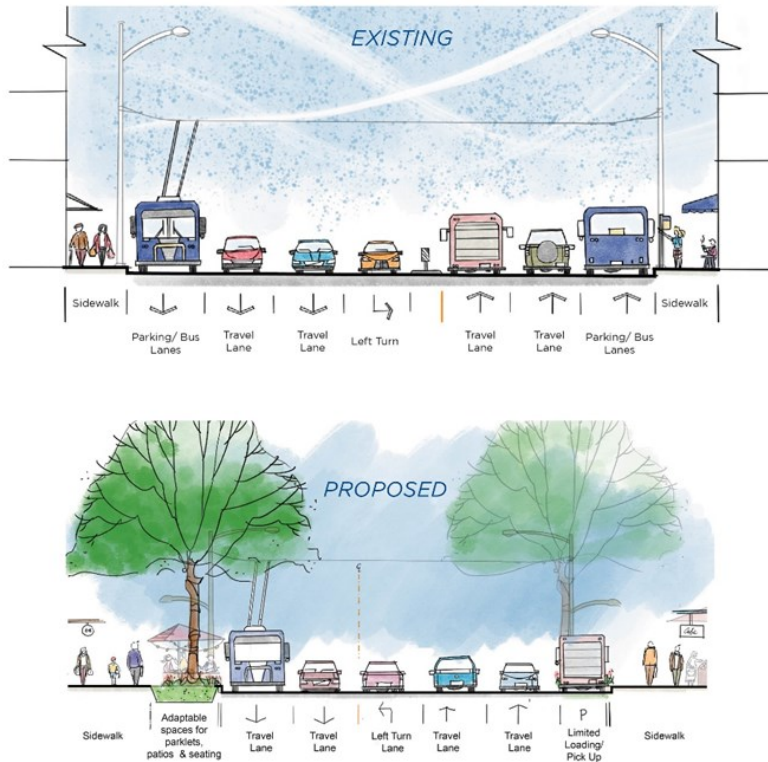 EXISTING
Sidewalk
Parking/ Bus
Lanes
Travel
Lane
Travel
Lane
Left Turn
Travel
Lane
Travel
Lane
Parking/ Bus
Lanes
Sidewalk
PROPOSED
Cafe
Sidewalk
Adaptable
spaces for
parklets,
patios & seating
Travel
Lane
Travel
Lane
Left Turn
Lane
Travel
Lane
Travel
Lane
P
Limited
Loading/
Pick Up
Sidewalk